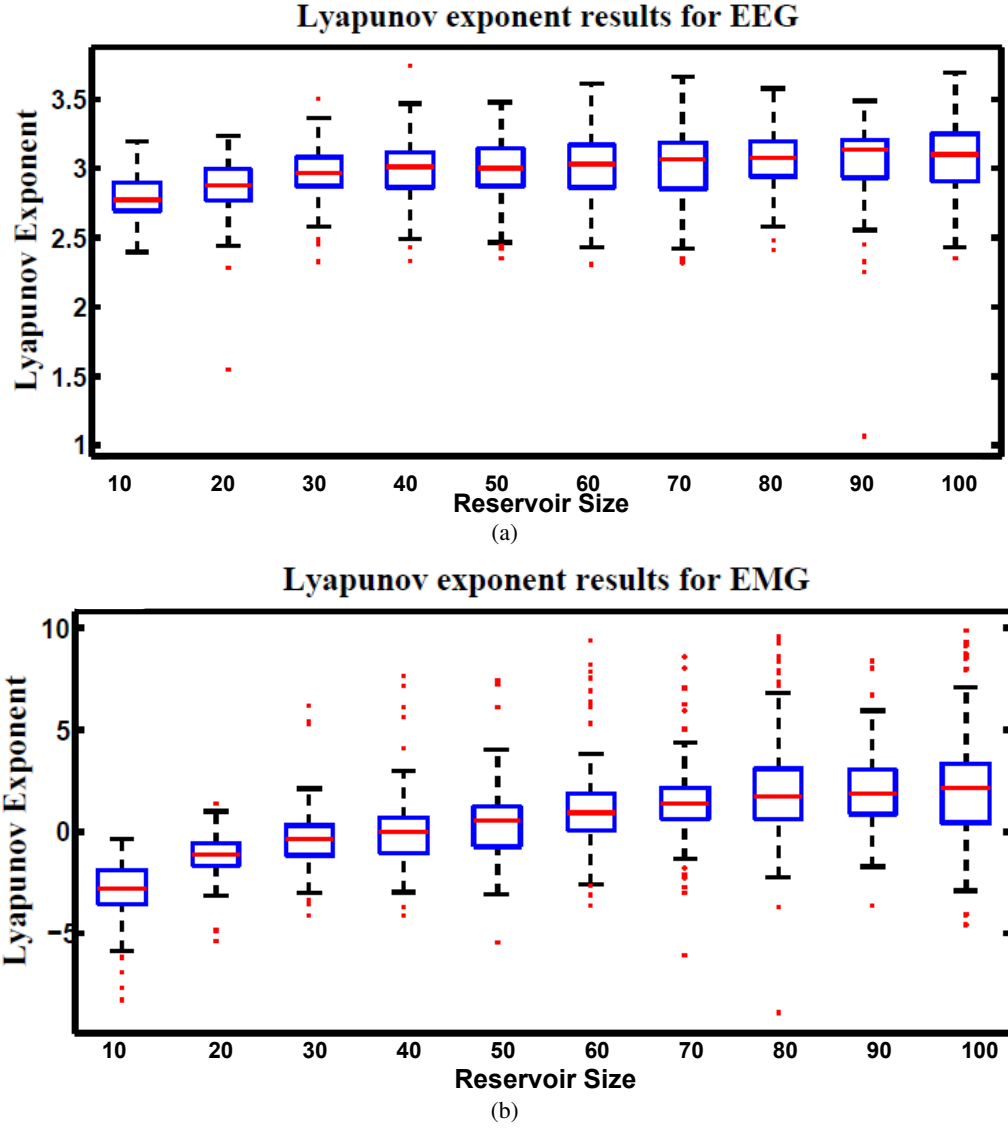 Lyapunov exponent results for EEG
Lyapunov Exponent
3.5
3
2.5
2
1.5
1
10 20 30 40 50 60 70 80 90 100
Reservoir Size
(a)
Lyapunov exponent results for EMG
Lyapunov Exponent
10
5
0
-5
10 20 30 40 50 60 70 80 90 100
Reservoir Size
(b)